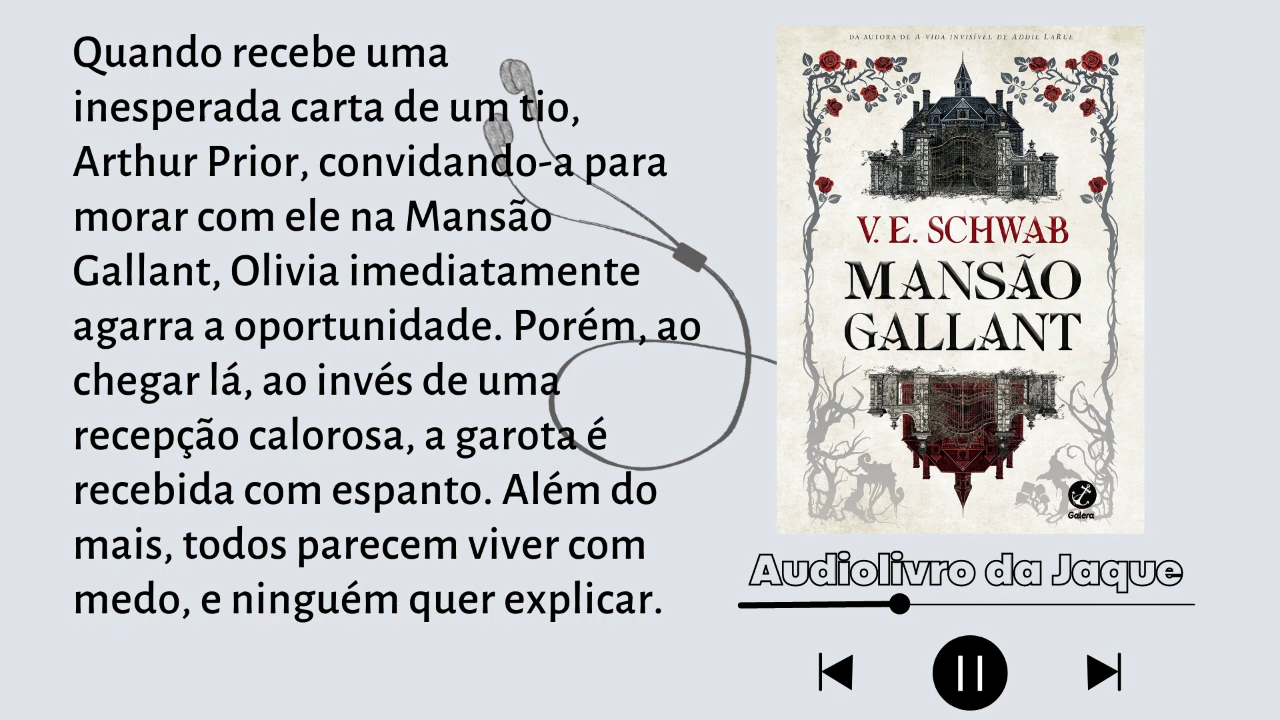 Quando recebe uma
inesperada carta de um tio,
Arthur Prior, convidando-a para
morar com ele na Mansão
Gallant, Olivia imediatamente
agarra a oportunidade. Porém, ao
chegar lá, ao invés de uma
recepção calorosa, a garota é
recebida com espanto. Além do
mais, todos parecem viver com
medo, e ninguém quer explicar.
DA AUTORA DE A VIDA INVISÍVEL DE ADDIE LARUE
V. E. SCHWAB
MANSÃO
GALLANT
Galera
Audiolivro da Jaque